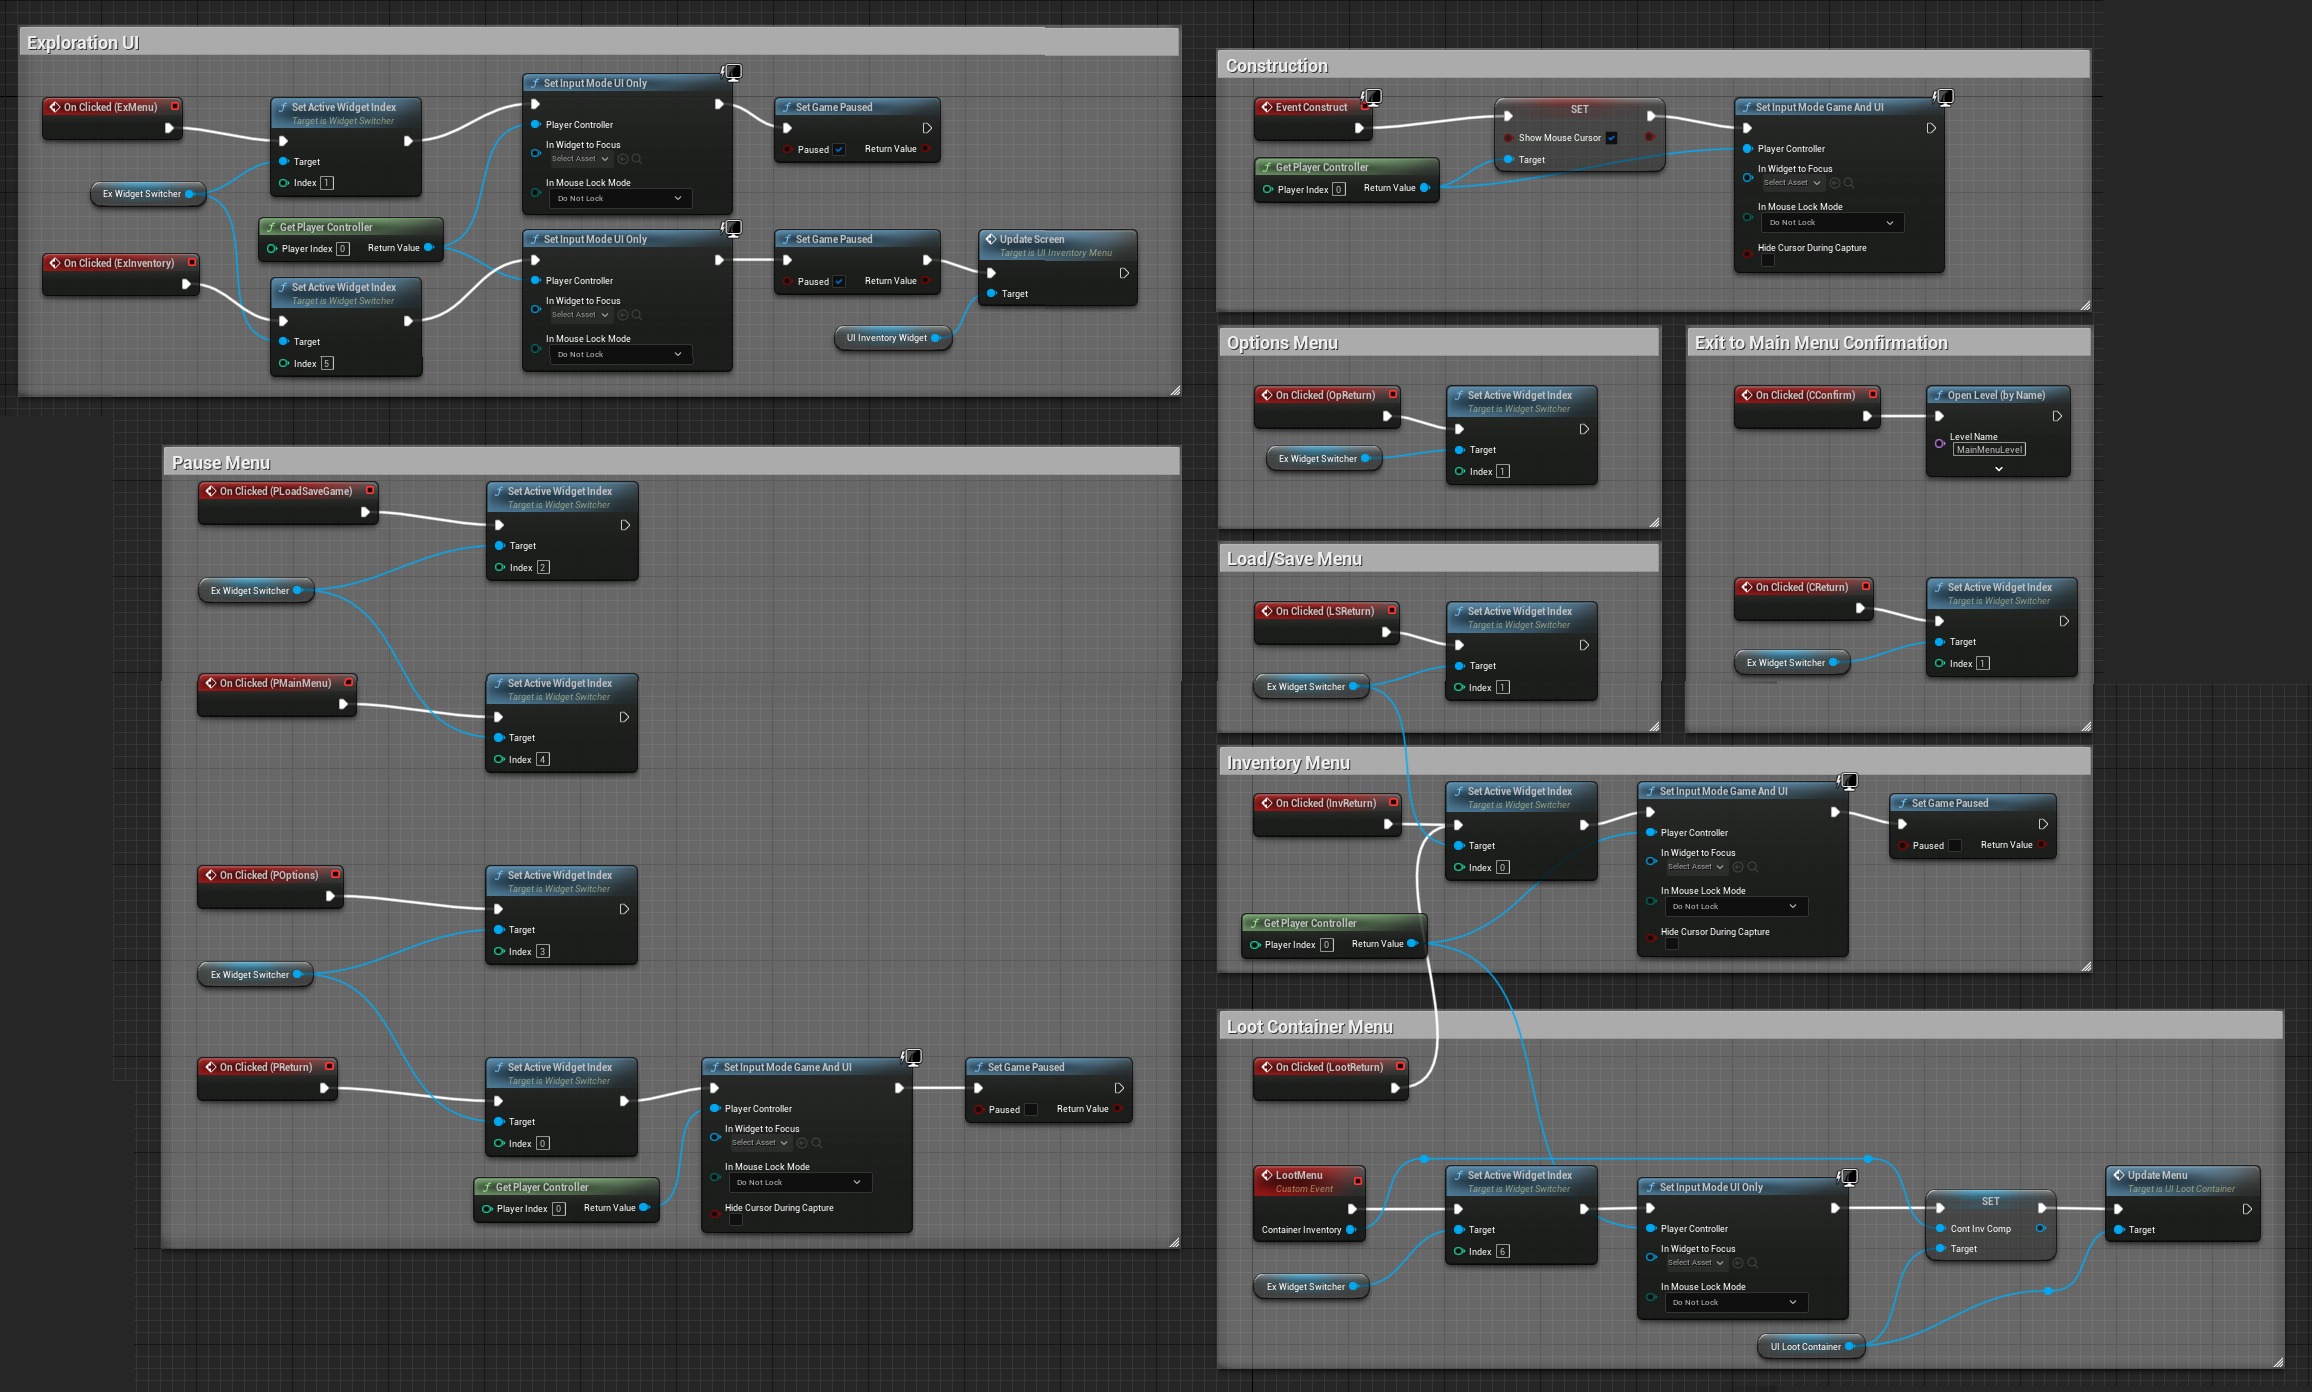 Exploration UI
On Clicked (ExMenu)
Set Active Widget Index
Target is Widget Switcher
Target
Index 1
Ex Widget Switcher
Set Input Mode UI Only
Player Controller
In Widget to Focus
Select Asset
In Mouse Lock Mode
Do Not Lock
Set Game Paused
Paused
Return Value
Get Player Controller
Player Index 0
Return Value
On Clicked (ExInventory)
Set Active Widget Index
Target is Widget Switcher
Target
Index 5
Set Input Mode UI Only
Player Controller
In Widget to Focus
Select Asset
In Mouse Lock Mode
Do Not Lock
Set Game Paused
Paused
Return Value
Update Screen
Target is UI Inventory Menu
Target
UI Inventory Widget
Construction
Event Construct
Get Player Controller
Player Index 0
Return Value
SET
Show Mouse Cursor
Target
Set Input Mode Game And UI
Player Controller
In Widget to Focus
Select Asset
In Mouse Lock Mode
Do Not Lock
Hide Cursor During Capture
Options Menu
On Clicked (OpReturn)
Ex Widget Switcher
Set Active Widget Index
Target is Widget Switcher
Target
Index 1
Exit to Main Menu Confirmation
On Clicked (CConfirm)
Open Level (by Name)
Level Name
MainMenuLevel
On Clicked (CReturn)
Ex Widget Switcher
Set Active Widget Index
Target is Widget Switcher
Target
Index 1
Pause Menu
On Clicked (PLoadSaveGame)
Set Active Widget Index
Target is Widget Switcher
Target
Index 2
Ex Widget Switcher
On Clicked (PMainMenu)
Set Active Widget Index
Target is Widget Switcher
Target
Index 4
On Clicked (POptions)
Set Active Widget Index
Target is Widget Switcher
Target
Index 3
Ex Widget Switcher
On Clicked (PReturn)
Set Active Widget Index
Target is Widget Switcher
Target
Index 0
Get Player Controller
Player Index 0
Return Value
Set Input Mode Game And UI
Player Controller
In Widget to Focus
Select Asset
In Mouse Lock Mode
Do Not Lock
Hide Cursor During Capture
Set Game Paused
Paused
Return Value
Load/Save Menu
On Clicked (LSReturn)
Ex Widget Switcher
Set Active Widget Index
Target is Widget Switcher
Target
Index 1
Inventory Menu
On Clicked (InvReturn)
Set Active Widget Index
Target is Widget Switcher
Target
Index 0
Get Player Controller
Player Index 0
Return Value
Set Input Mode Game And UI
Player Controller
In Widget to Focus
Select Asset
In Mouse Lock Mode
Do Not Lock
Hide Cursor During Capture
Set Game Paused
Paused
Return Value
Loot Container Menu
On Clicked (LootReturn)
LootMenu
Custom Event
Container Inventory
Ex Widget Switcher
Set Active Widget Index
Target is Widget Switcher
Target
Index 6
Set Input Mode UI Only
Player Controller
In Widget to Focus
Select Asset
In Mouse Lock Mode
Do Not Lock
UI Loot Container
SET
Cont Inv Comp
Target
Update Menu
Target is UI Loot Container
Target